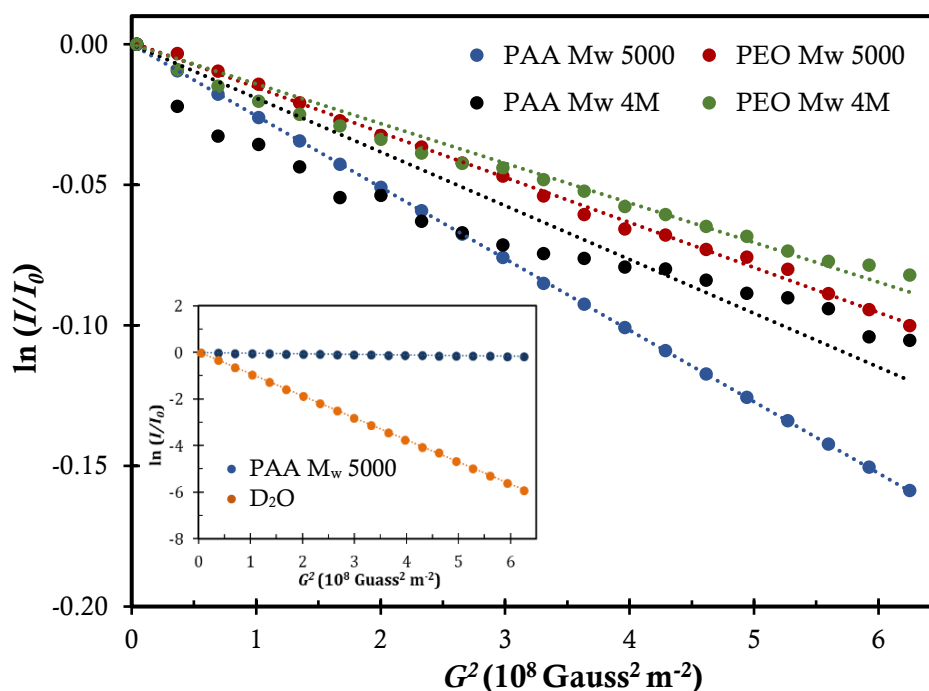 0.00
-0.05
-0.10
-0.15
-0.20
ln (I/I₀)
PAA Mw 5000
PEO Mw 5000
PAA Mw 4M
PEO Mw 4M
2
0
-2
-4
-6
-8
ln (I/I₀)
PAA Mw 5000
D₂O
0 1 2 3 4 5 6
G² (10⁸ Guass² m⁻²)
0 1 2 3 4 5 6
G² (10⁸ Gauss² m⁻²)